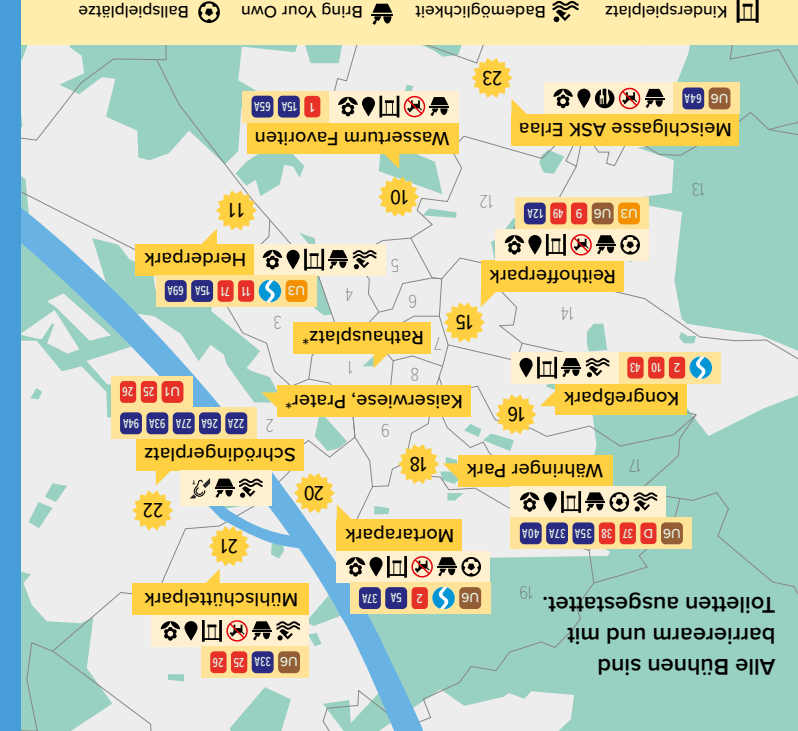 Alle Bühnen sind
barrierearm und mit
Toiletten ausgestattet.
U6 33A 25 26
Mühlschüttelpark
21
19
U6 2 5A 37A
Mortarapark
20
U6 D 37 38 35A 37A 40A
Währinger Park
18
17
22
Schrödingerplatz
22A 26A 27A 93A 94A
U1 25 26
16
Kongreßpark
2 10 43
9
Kaiserwiese, Prater*
2
8
1
7
Rathausplatz*
15
14
3
6
4
5
U3 11 71 15A 69A
Herderpark
11
Reithofferpark
U3 U6 9 49 12A
13
12
10
Wasserturm Favoriten
1 15A 65A
Meischlgasse ASK Erlaa
U6 64A
23
Kinderspielplatz Bademöglichkeit Bring Your Own Ballspielplätze